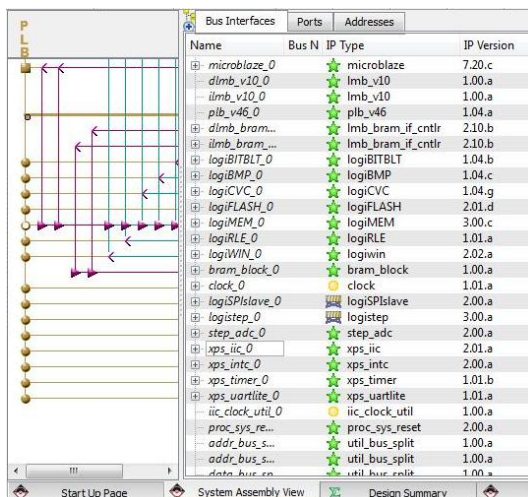 P
L
B
Bus Interfaces Ports Addresses
Name Bus N IP Type IP Version
microblaze_0 microblaze 7.20.c
dlmb_v10_0 lmb_v10 1.00.a
ilmb_v10_0 lmb_v10 1.00.a
plb_v46_0 plb_v46 1.04.a
dlmb_bram... lmb_bram_if_cntlr 2.10.b
ilmb_bram_... lmb_bram_if_cntlr 2.10.b
logiBITBLT_0 logiBITBLT 1.04.b
logiBMP_0 logiBMP 1.04.c
logiCVC_0 logiCVC 1.04.g
logiFLASH_0 logiFLASH 2.01.d
logiMEM_0 logiMEM 3.00.c
logiRLE_0 logiRLE 1.01.a
logiWIN_0 logiwin 2.02.a
bram_block_0 bram_block 1.00.a
clock_0 clock 1.01.a
logiSPIslave_0 logiSPIslave 2.00.a
logistep_0 logistep 3.00.a
step_adc_0 step_adc 2.00.a
xps_iic_0 xps_iic 2.01.a
xps_intc_0 xps_intc 2.00.a
xps_timer_0 xps_timer 1.01.b
xps_uartlite_0 xps_uartlite 1.01.a
iic_clock_util_0 iic_clock_util 1.00.a
proc_sys_re... proc_sys_reset 2.00.a
addr_bus_s... util_bus_split 1.00.a
addr_bus_s... util_bus_split 1.00.a
data_bus_sp... util_bus_split 1.00.a
Start Up Page System Assembly View Design Summary